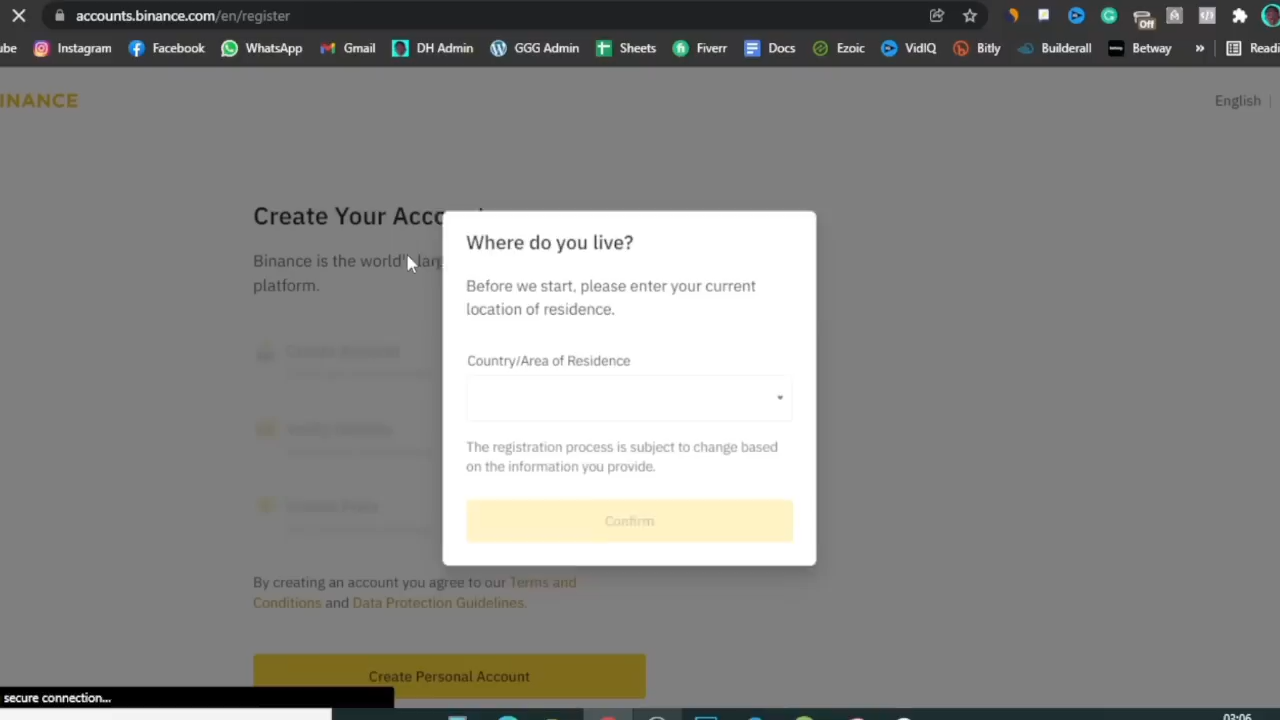 accounts.binance.com/en/register
Off
ube Instagram Facebook WhatsApp Gmail DH Admin GGG Admin Sheets Fiverr Docs Ezoic VidIQ Bitly Builderall Betway » Readi
INANCE
English
Create Your Acco
Binance is the world's larg
platform.
Where do you live?
Before we start, please enter your current
location of residence.
Country/Area of Residence
The registration process is subject to change based
on the information you provide.
Confirm
By creating an account you agree to our Terms and
Conditions and Data Protection Guidelines.
Create Personal Account
secure connection...
03:06